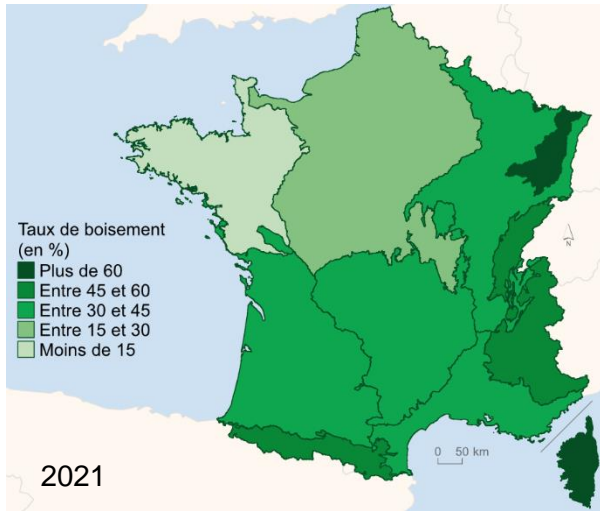 Taux de boisement
(en %)
Plus de 60
Entre 45 et 60
Entre 30 et 45
Entre 15 et 30
Moins de 15
N
0 50 km
2021